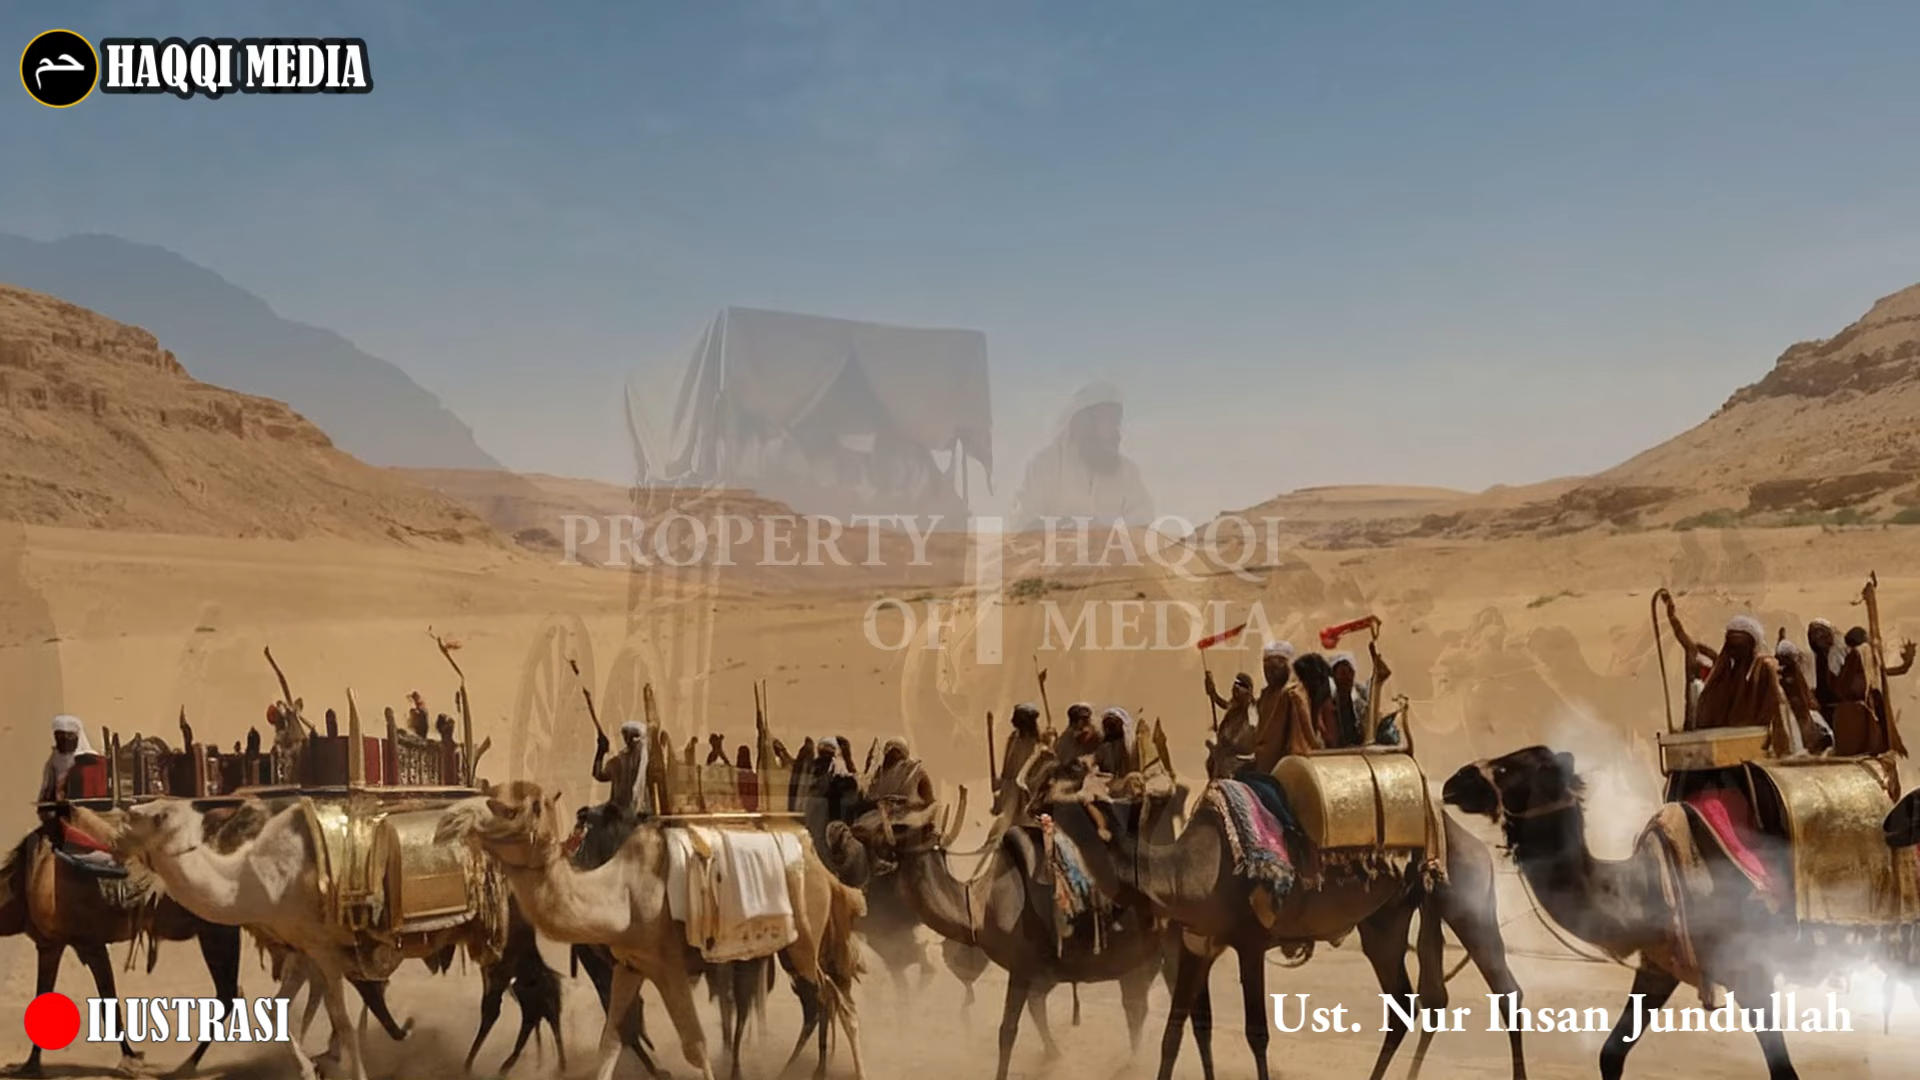 حم
HAQQI MEDIA
PROPERTY HAQQI
OF MEDIA
ILUSTRASI
Ust. Nur Ihsan Jundullah